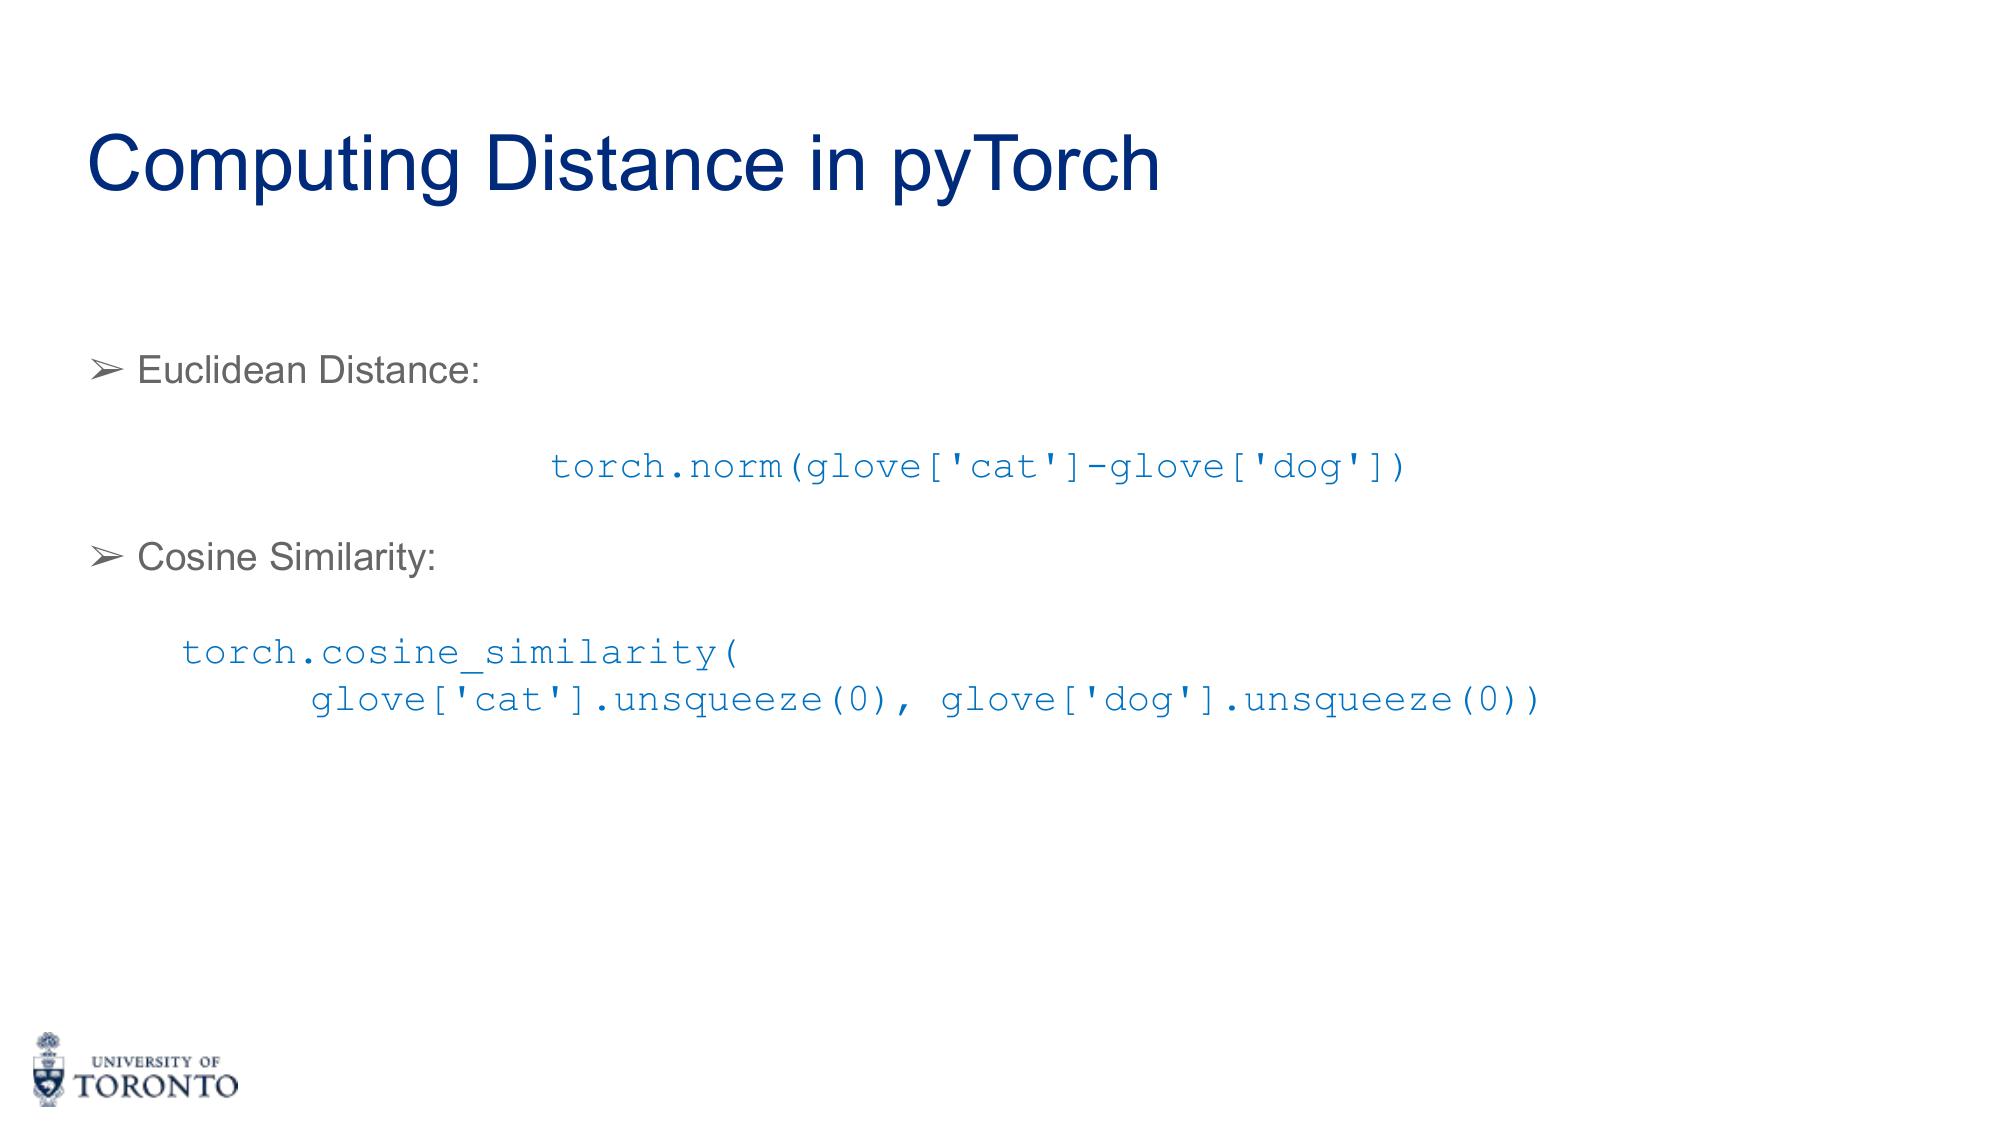 Computing Distance in pyTorch
➢ Euclidean Distance:
torch.norm(glove['cat']-glove['dog'])
➢ Cosine Similarity:
torch.cosine_similarity(
glove['cat'].unsqueeze(0), glove['dog'].unsqueeze(0))
UNIVERSITY OF
TORONTO